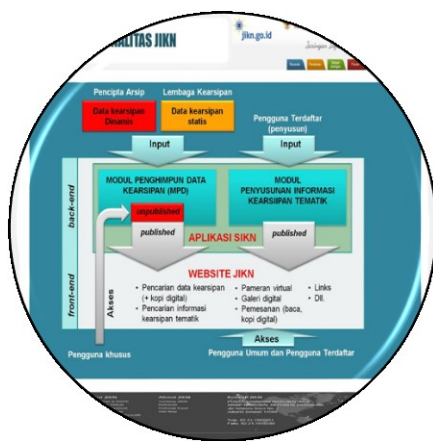 ALITAS JIKN
jikn.go.id
Pencipta Arsip
Lembaga Kearsipan
Data kearsipan
Dinamis
Data kearsipan
statis
Pengguna Terdaftar
(penyusun)
Input
Input
back-end
MODUL PENGHIMPUN DATA
KEARSIPAN (MPD)
MODUL
PENYUSUNAN INFORMASI
KEARSIPAN TEMATIK
unpublished
published
published
APLIKASI SIKN
front-end
Akses
WEBSITE JIKN
• Pencarian data kearsipan
(+ kopi digital)
• Pencarian informasi
kearsipan tematik
• Pameran virtual
• Galeri digital
• Pemesanan (baca,
kopi digital)
• Links
• Dll.
Pengguna khusus
Akses
Pengguna Umum dan Pengguna Terdaftar